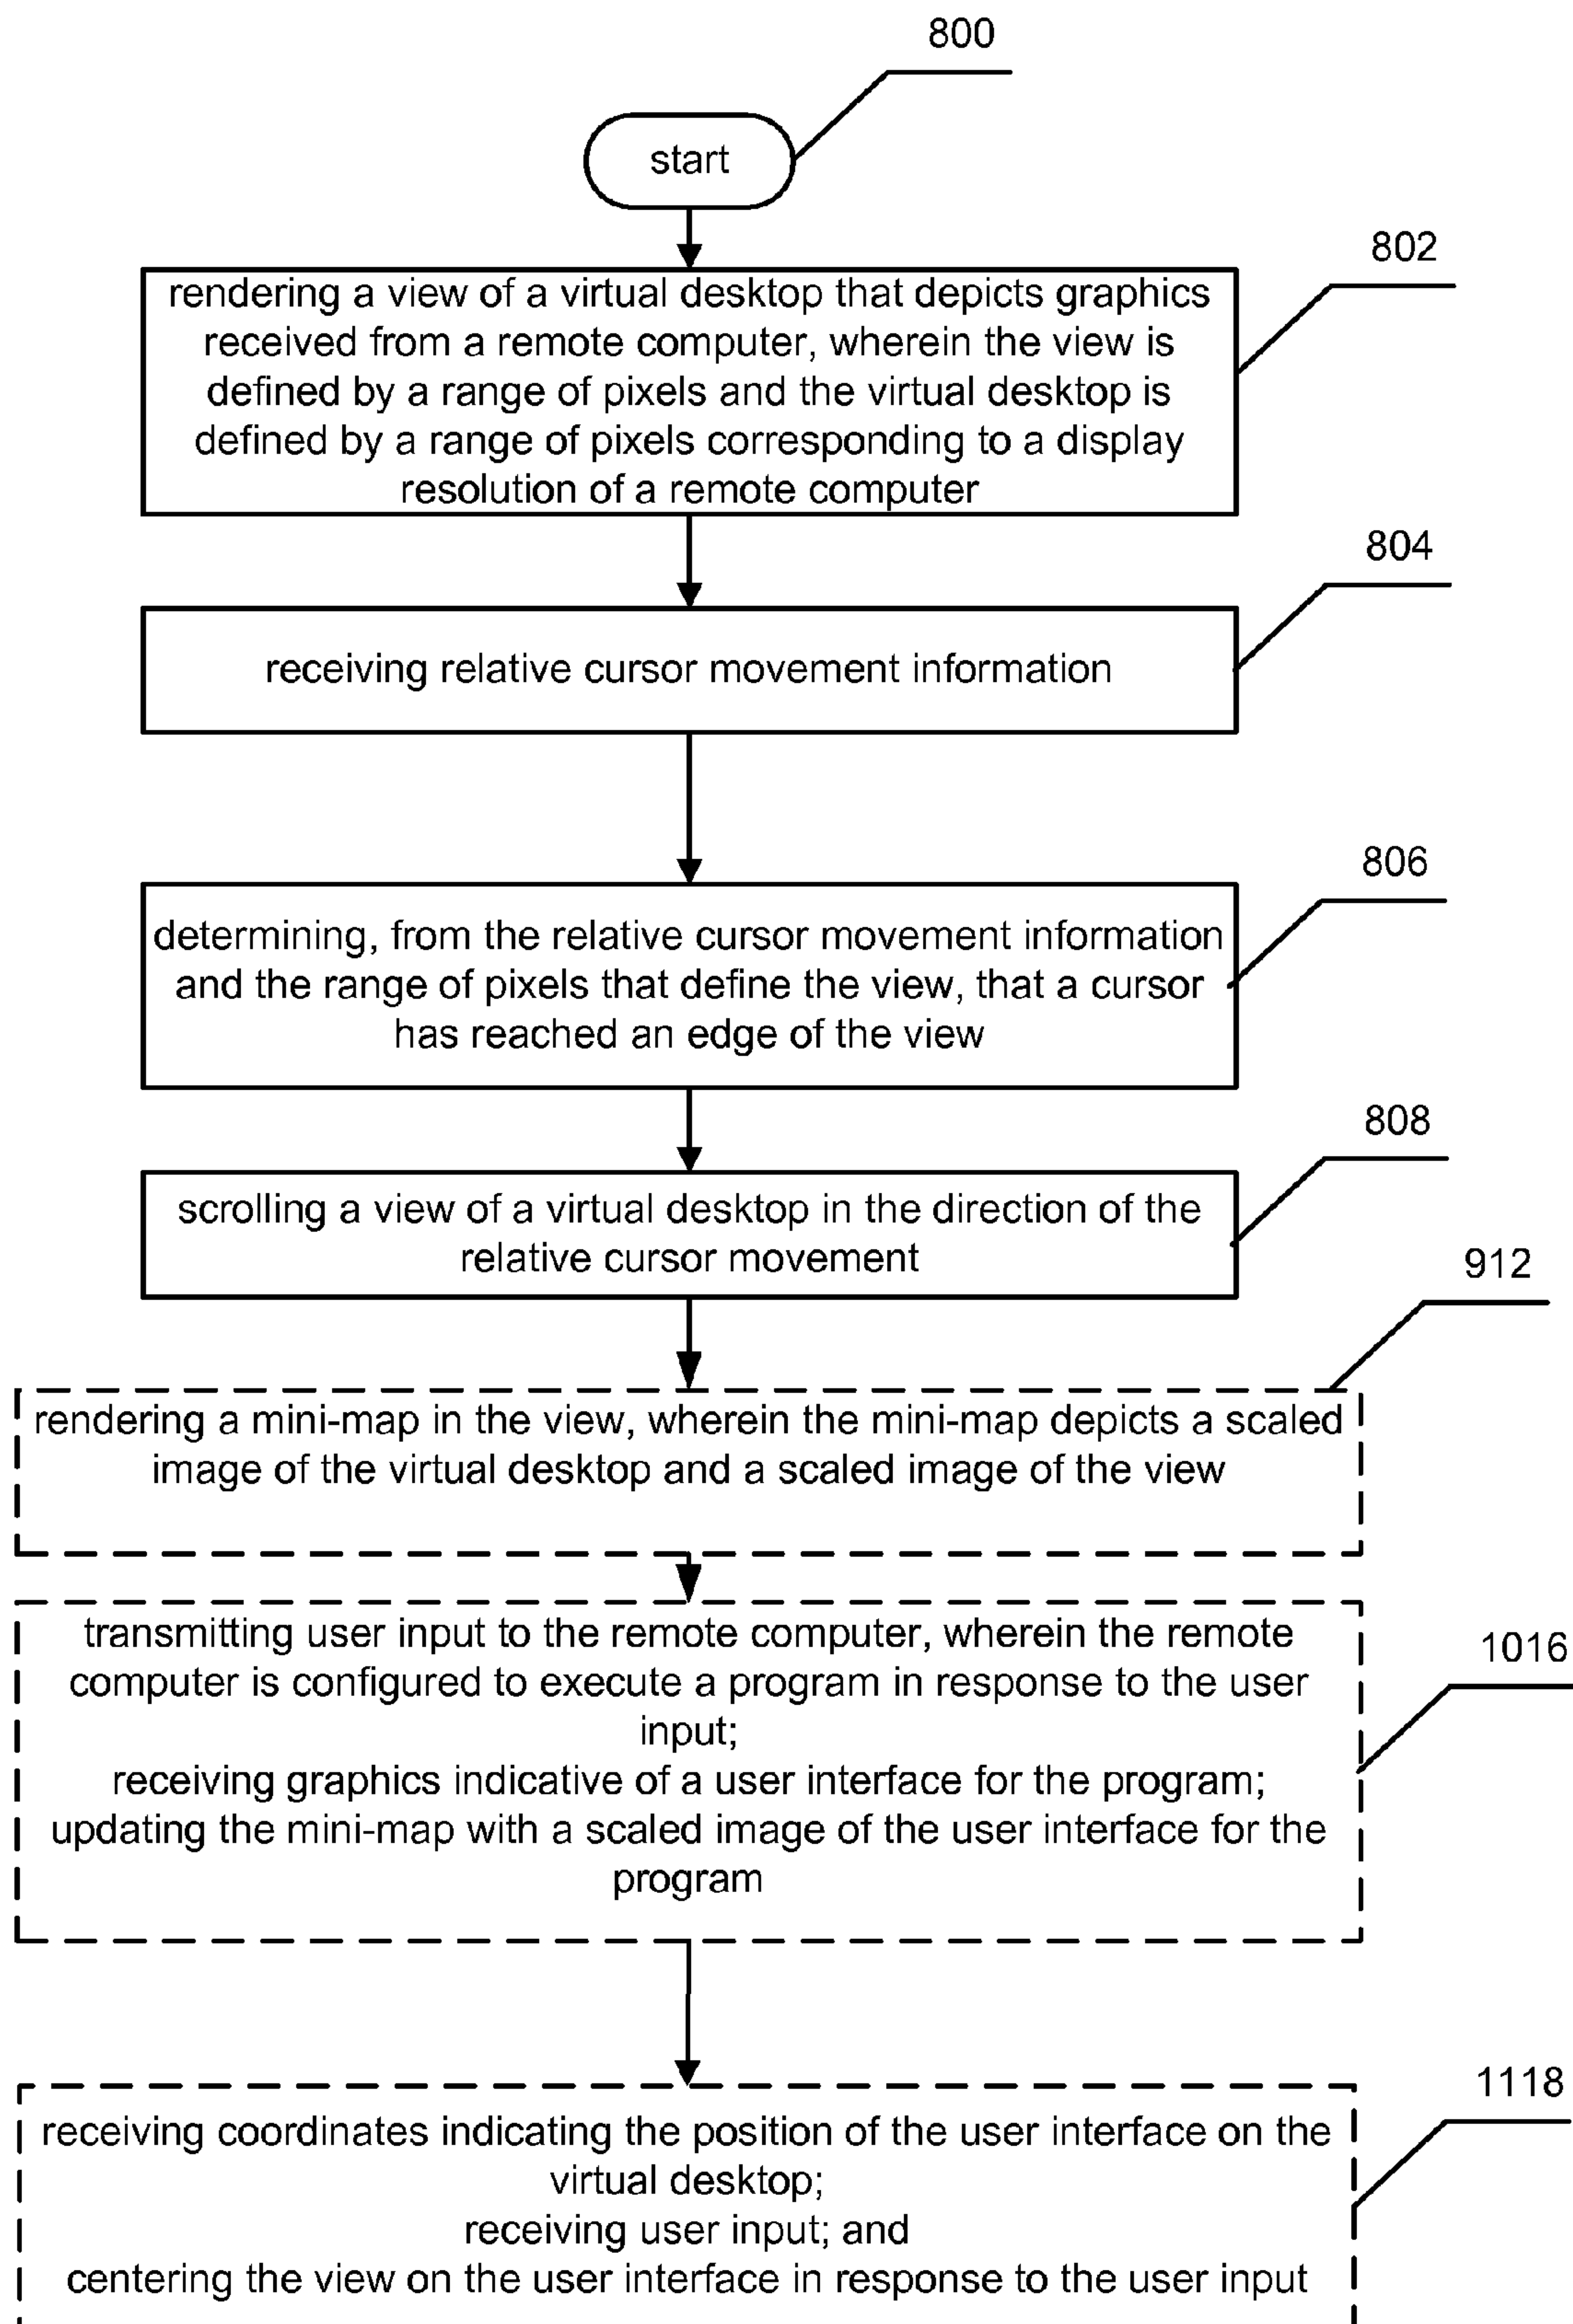 800
start
802
rendering a view of a virtual desktop that depicts graphics
received from a remote computer, wherein the view is
defined by a range of pixels and the virtual desktop is
defined by a range of pixels corresponding to a display
resolution of a remote computer
804
receiving relative cursor movement information
806
determining, from the relative cursor movement information
and the range of pixels that define the view, that a cursor
has reached an edge of the view
808
scrolling a view of a virtual desktop in the direction of the
relative cursor movement
912
rendering a mini-map in the view, wherein the mini-map depicts a scaled
image of the virtual desktop and a scaled image of the view
1016
transmitting user input to the remote computer, wherein the remote
computer is configured to execute a program in response to the user
input;
receiving graphics indicative of a user interface for the program;
updating the mini-map with a scaled image of the user interface for the
program
1118
receiving coordinates indicating the position of the user interface on the
virtual desktop;
receiving user input; and
centering the view on the user interface in response to the user input